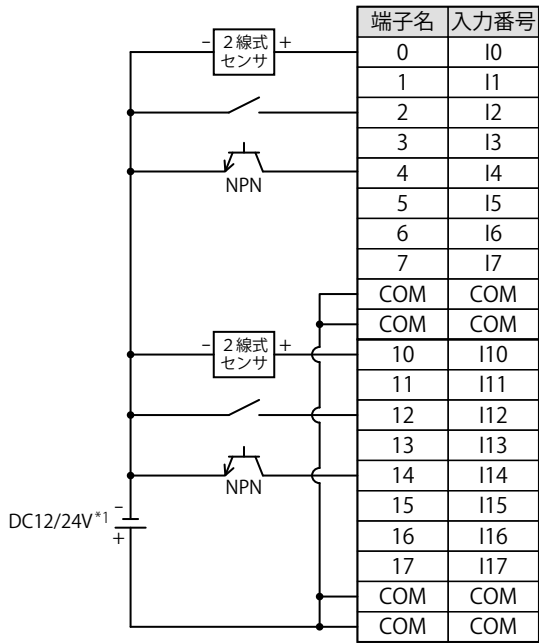 端子名 入力番号
－ 2線式 センサ ＋ 0 I0
1 I1
2 I2
3 I3
NPN 4 I4
5 I5
6 I6
7 I7
COM COM
COM COM
－ 2線式 センサ ＋ 10 I10
11 I11
12 I12
13 I13
NPN 14 I14
15 I15
DC12/24V*1 － ＋ 16 I16
17 I17
COM COM
COM COM